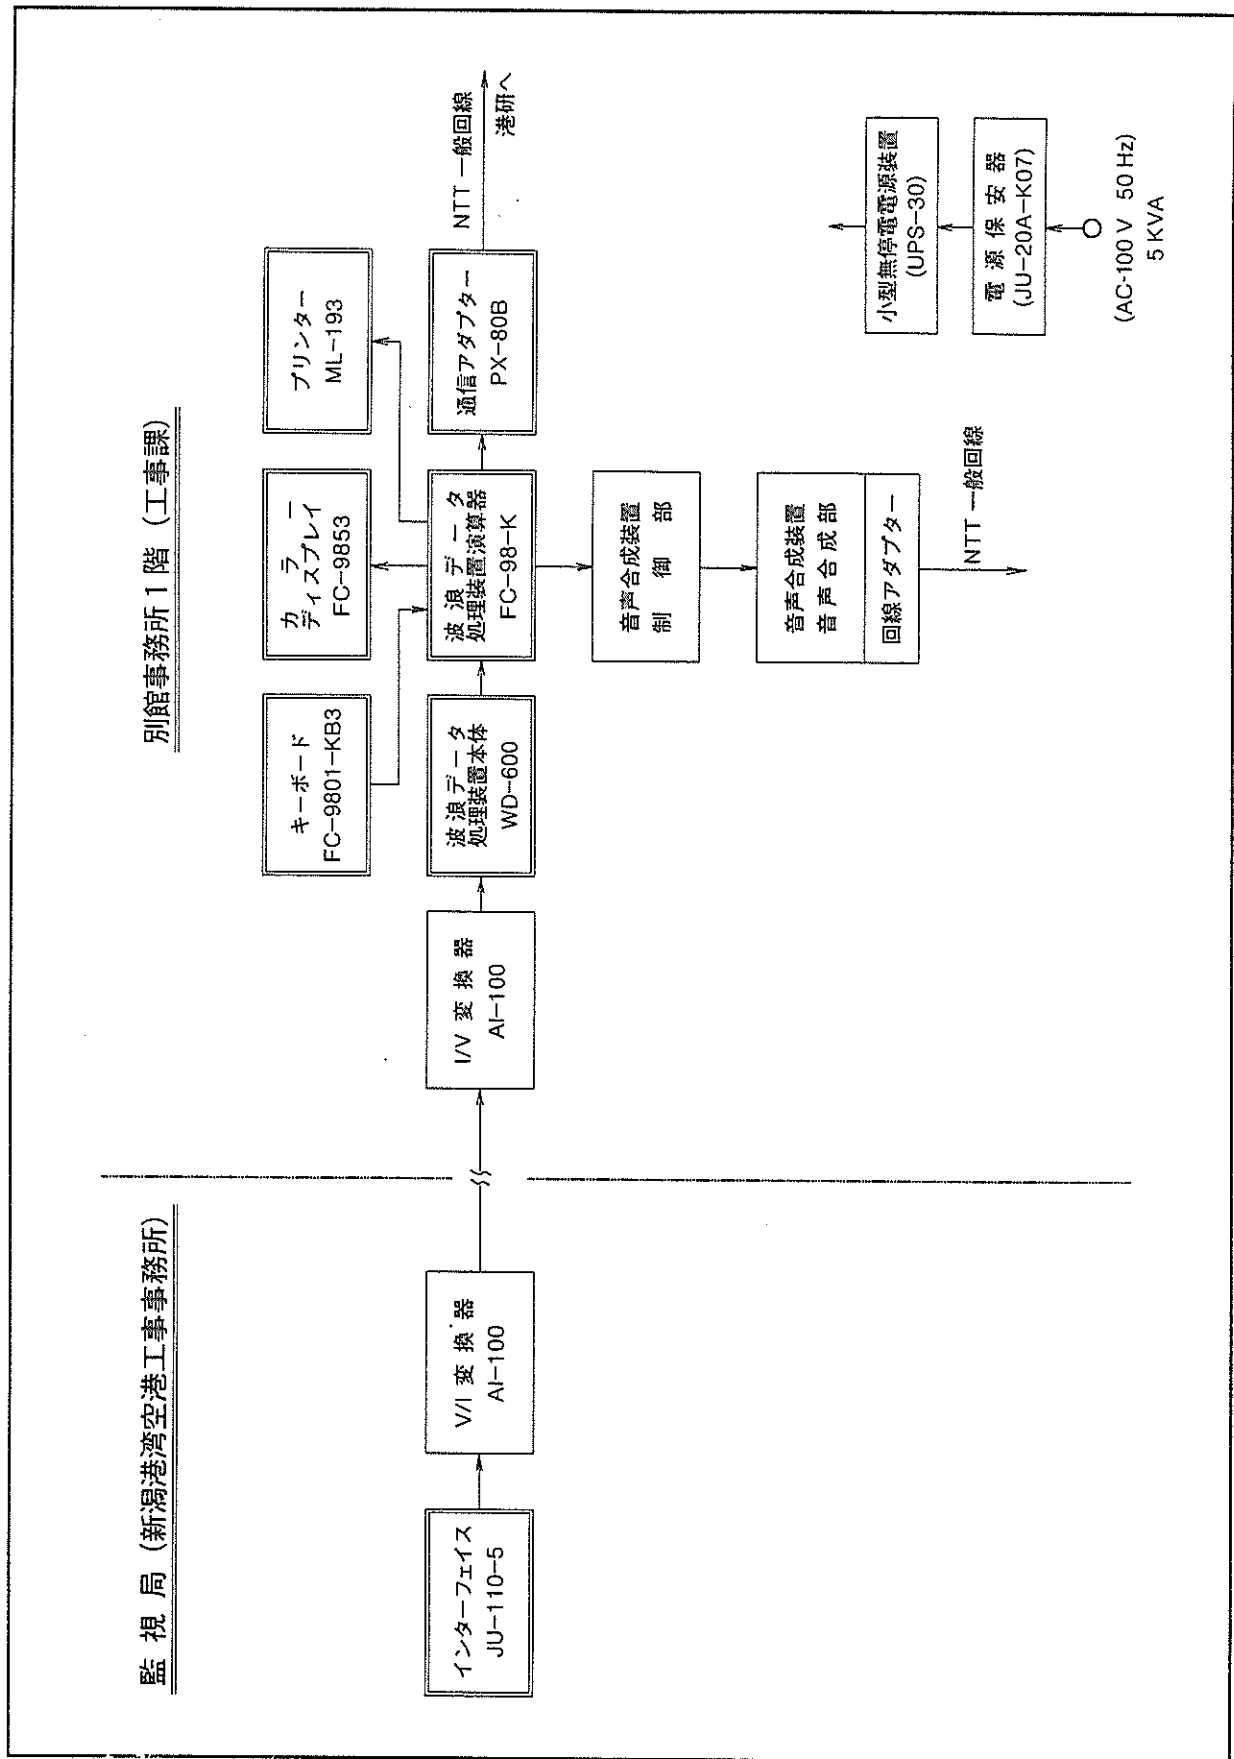 監視局 (新潟港湾空港工事事務所)
別館事務所1階 (工事課)
インターフェイス
JU-110-5
V/I 変換器
AI-100
I/V 変換器
AI-100
キーボード
FC-9801-KB3
カラー
ディスプレイ
FC-9853
プリンター
ML-193
波浪データ
処理装置本体
WD-600
波浪データ
処理装置演算器
FC-98-K
通信アダプター
PX-80B
NTT 一般回線
港研へ
音声合成装置
制御部
音声合成装置
音声合成部
回線アダプター
NTT 一般回線
小型無停電電源装置
(UPS-30)
電源保安器
(JU-20A-K07)
(AC-100V 50Hz)
5KVA